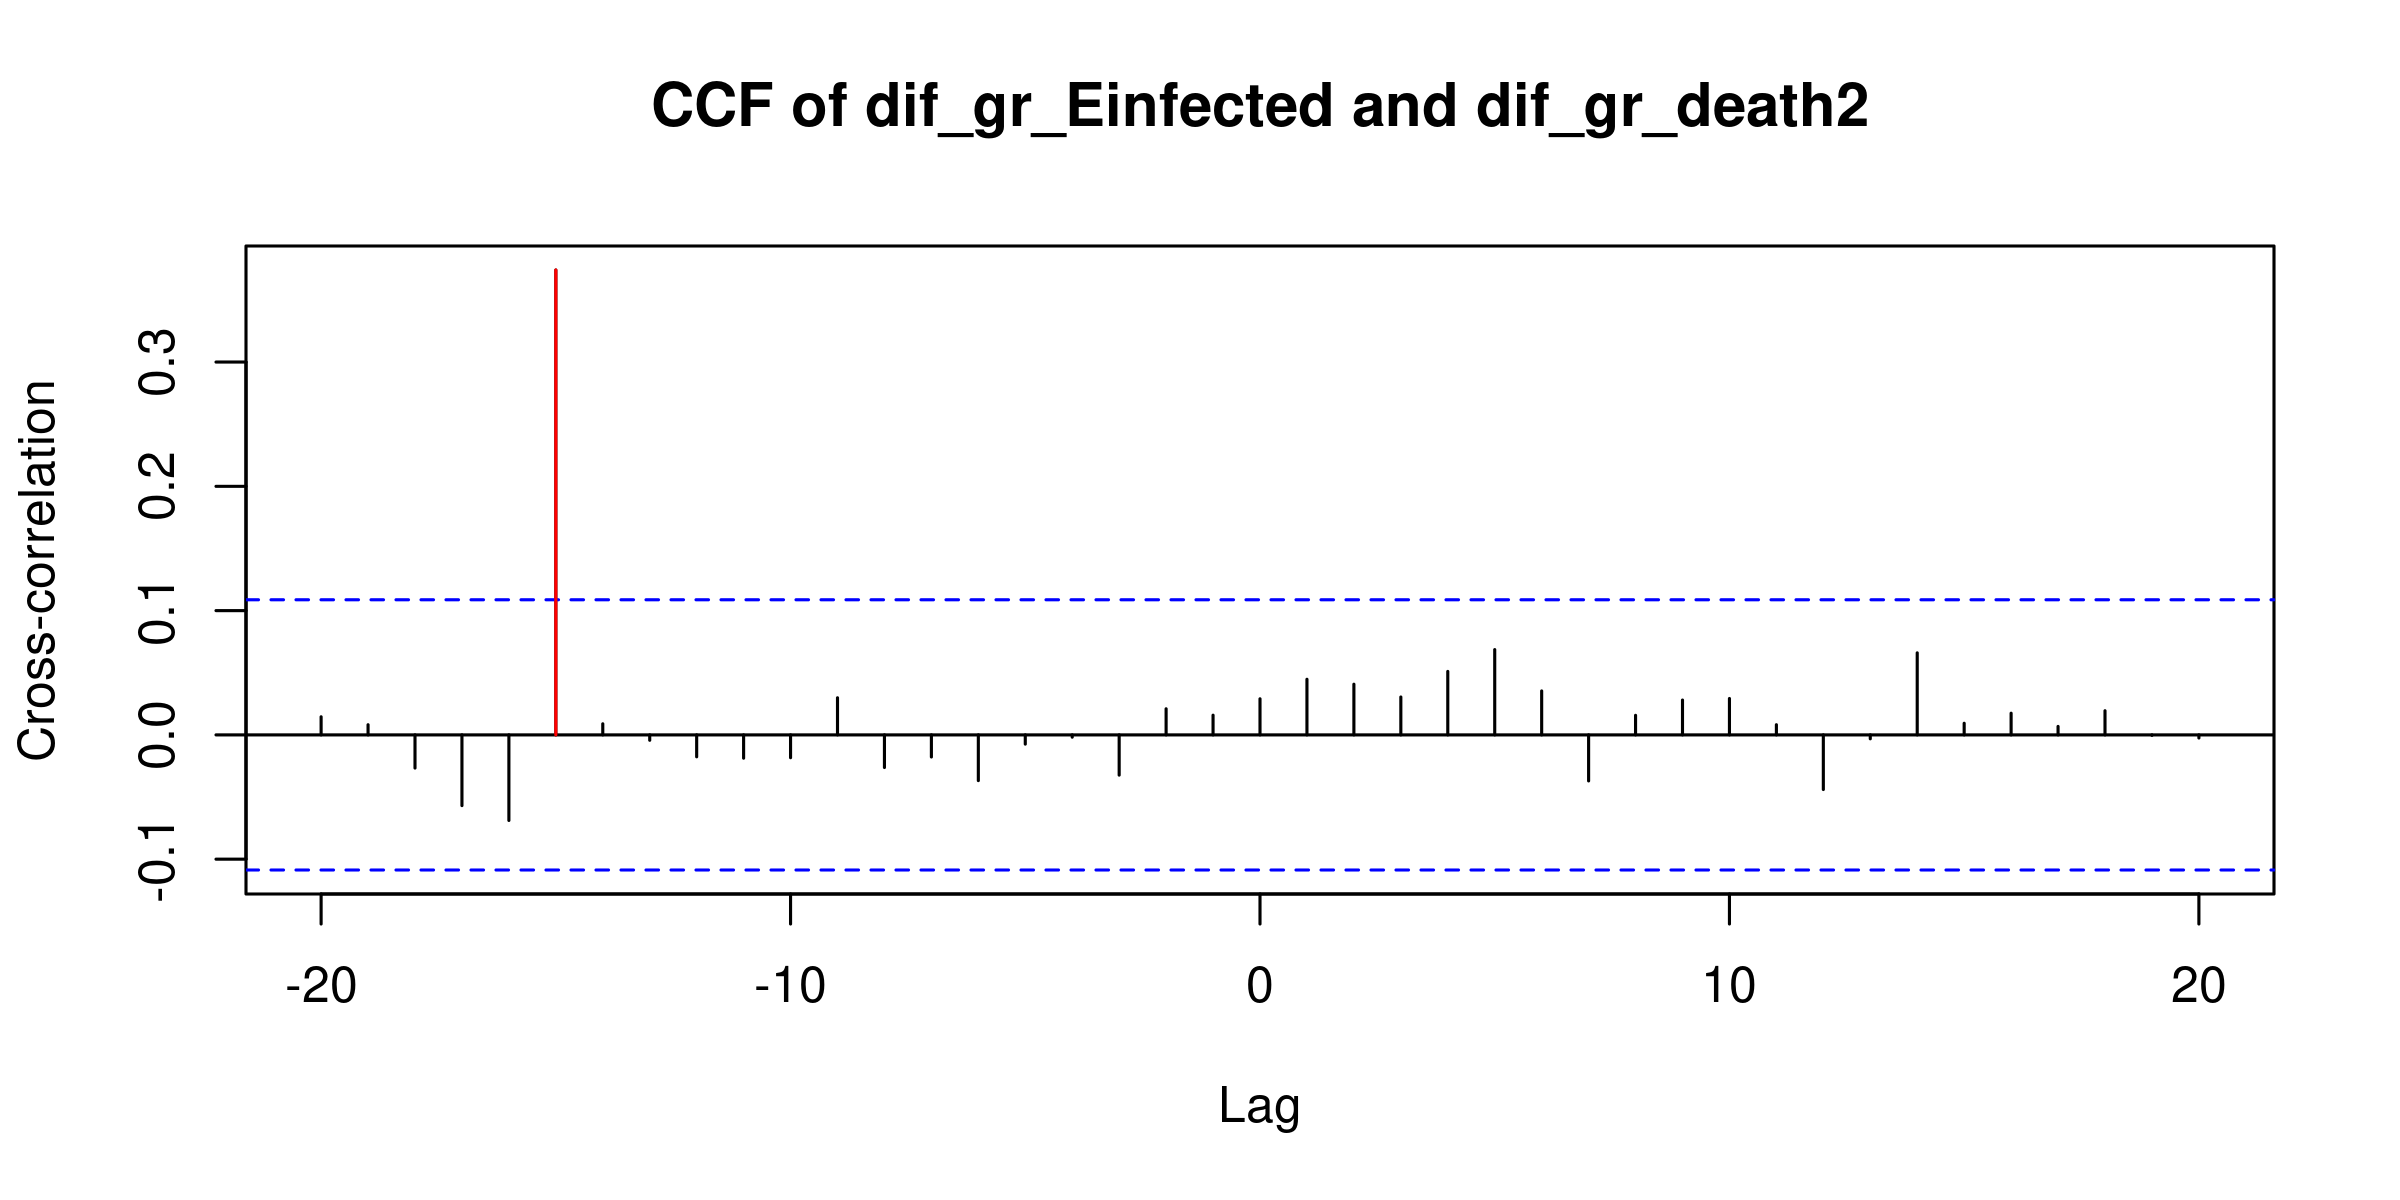 CCF of dif_gr_Einfected and dif_gr_death2
Cross-correlation
0.3
0.2
0.1
0.0
-0.1
-20 -10 0 10 20
Lag